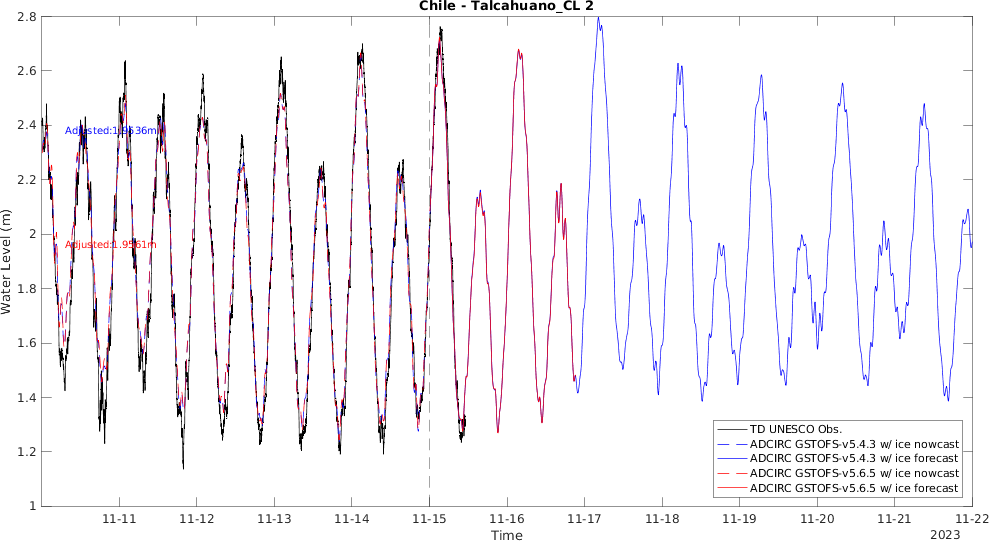 Chile - Talcahuano_CL 2
Water Level (m)
2.8
2.6
2.4
2.2
2
1.8
1.6
1.4
1.2
1
Adjusted:1.9636m
Adjusted:1.9561m
TD UNESCO Obs.
ADCIRC GSTOFS-v5.4.3 w/ ice nowcast
ADCIRC GSTOFS-v5.4.3 w/ ice forecast
ADCIRC GSTOFS-v5.6.5 w/ ice nowcast
ADCIRC GSTOFS-v5.6.5 w/ ice forecast
11-11 11-12 11-13 11-14 11-15 11-16 11-17 11-18 11-19 11-20 11-21 11-22
Time
2023